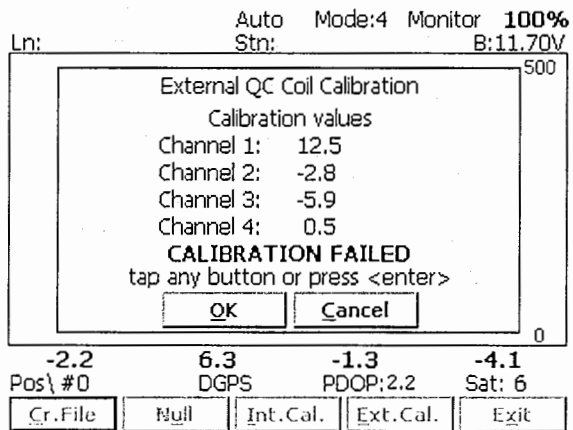 Auto Mode:4 Monitor 100%
Ln: Stn: B:11.70V
500
External QC Coil Calibration
Calibration values
Channel 1: 12.5
Channel 2: -2.8
Channel 3: -5.9
Channel 4: 0.5
CALIBRATION FAILED
tap any button or press <enter>
OK Cancel
0
-2.2 6.3 -1.3 -4.1
Pos\ #0 DGPS PDOP:2.2 Sat: 6
Cr.File Null Int.Cal. Ext.Cal. Exit